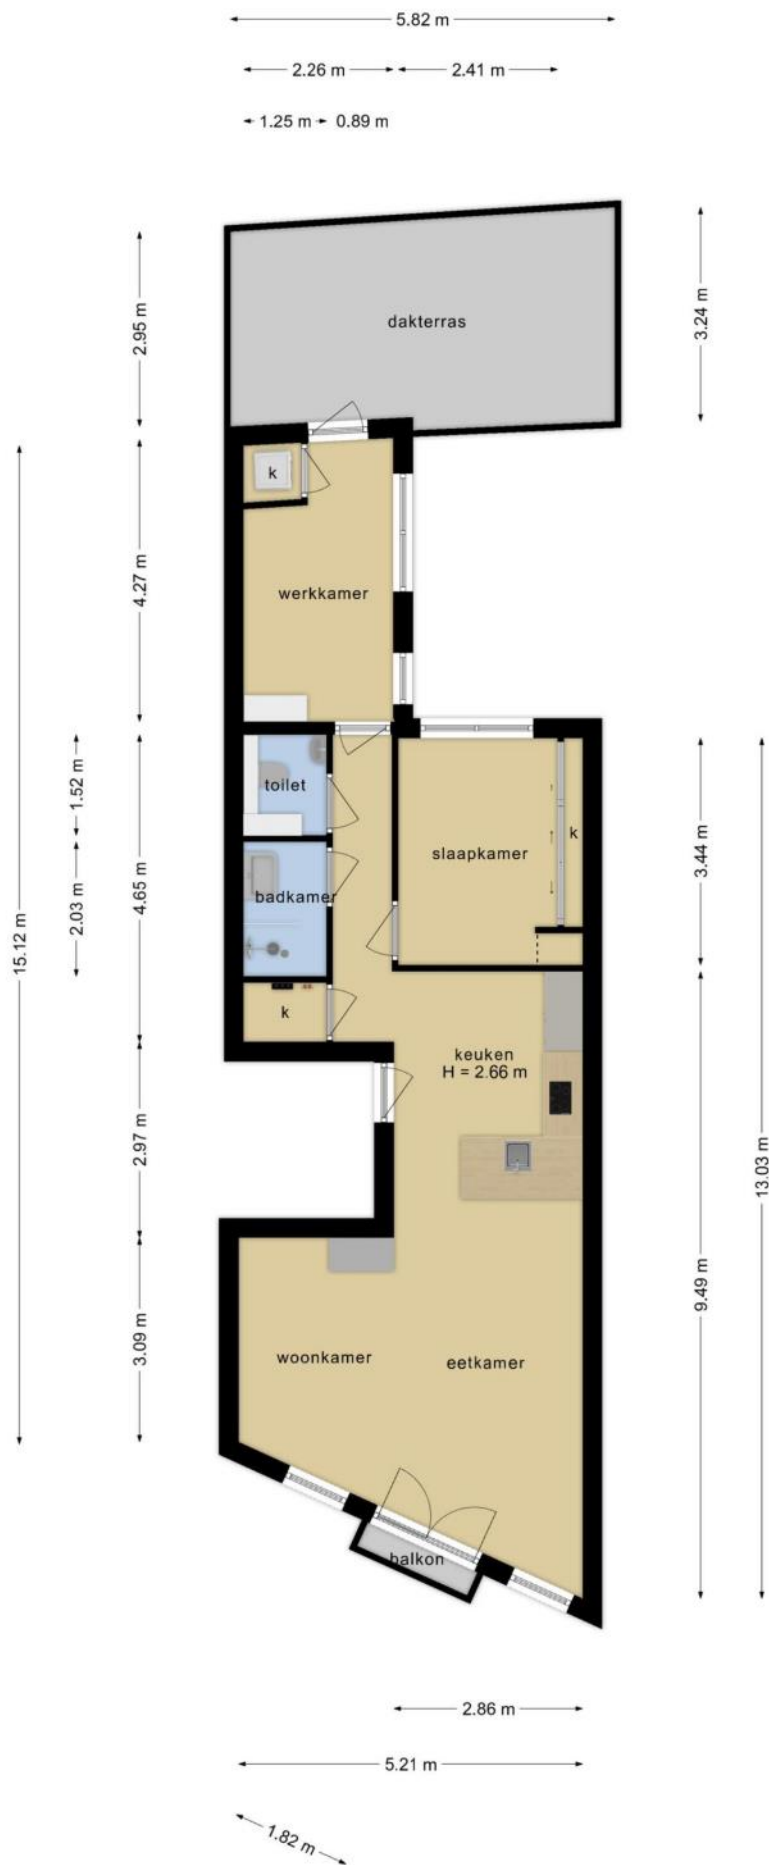 5.82 m
2.26 m
2.41 m
1.25 m
0.89 m
2.95 m
3.24 m
dakterras
k
4.27 m
werkkamer
15.12 m
1.52 m
toilet
4.65 m
slaapkamer
k
3.44 m
2.03 m
badkamer
k
keuken
H = 2.66 m
2.97 m
13.03 m
9.49 m
3.09 m
woonkamer
eetkamer
balkon
2.86 m
5.21 m
1.82 m